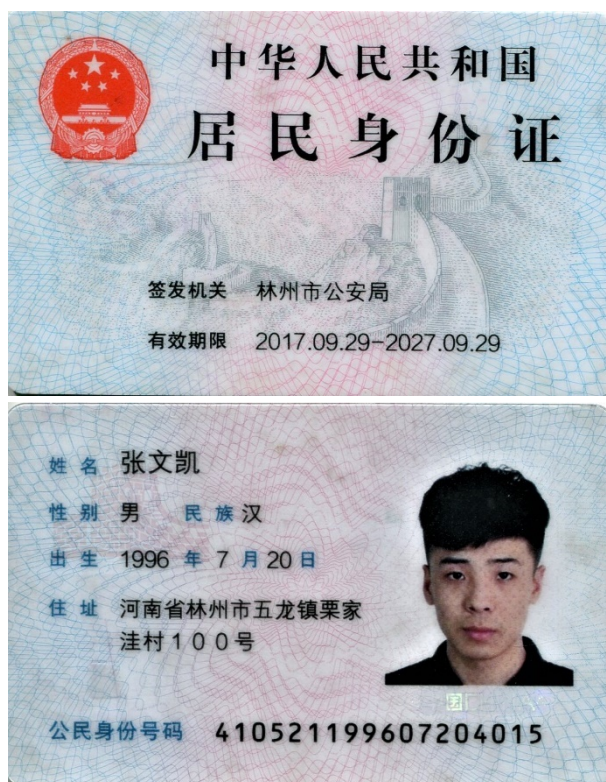 中华人民共和国
居民身份证
签发机关 林州市公安局
有效期限 2017.09.29-2027.09.29
姓名 张文凯
性别 男 民族 汉
出生 1996 年 7 月 20 日
住址 河南省林州市五龙镇栗家
洼村100号
公民身份号码 410521199607204015